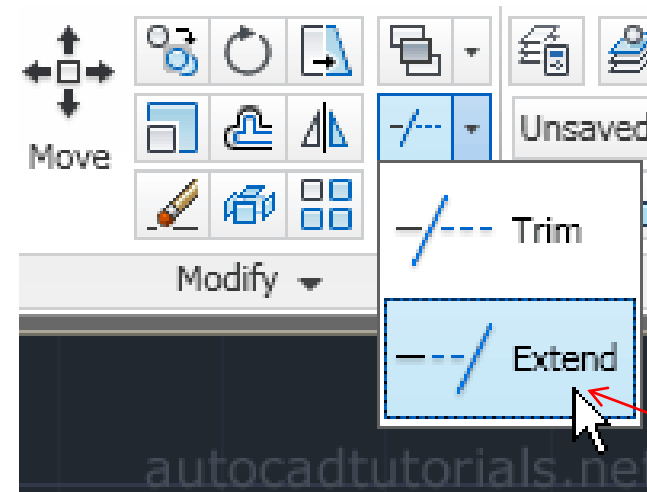 Move
Unsaved
Trim
Modify
Extend
autocadtutorials.net